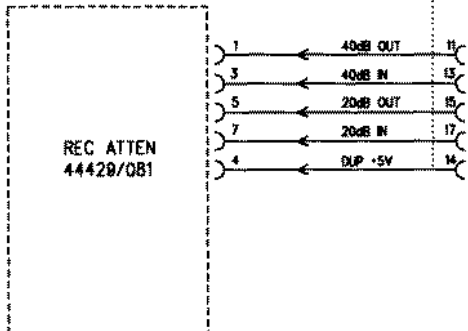 1 40dB OUT 11
3 40dB IN 13
5 20dB OUT 15
7 20dB IN 17
4 DUP +5V 14
REC ATTEN
44429/081